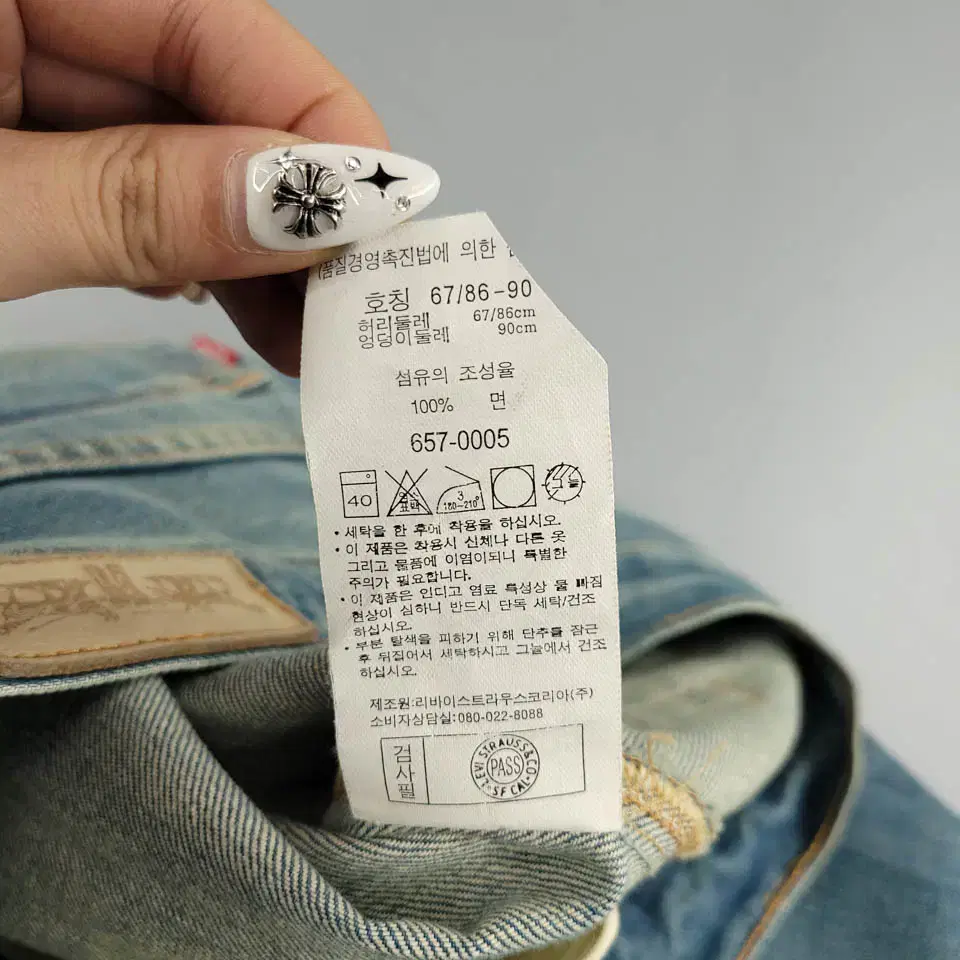 (품질경영촉진법에 의한
호칭 67/86-90
허리둘레 67/86cm
엉덩이둘레 90cm
섬유의 조성율
100% 면
657-0005
40
염소
표백
3
180~210°
그늘
• 세탁을 한 후에 착용을 하십시오.
• 이 제품은 착용시 신체나 다른 옷
그리고 물품에 이염이되니 특별한
주의가 필요합니다.
• 이 제품은 인디고 염료 특성상 물 빠짐
현상이 심하니 반드시 단독 세탁/건조
하십시오.
• 부분 탈색을 피하기 위해 단추를 잠근
후 뒤집어서 세탁하시고 그늘에서 건조
하십시오.
제조원:리바이스트라우스코리아(주)
소비자상담실:080-022-8088
검사필
LEVI STRAUSS & CO.
PASS
SF CAL